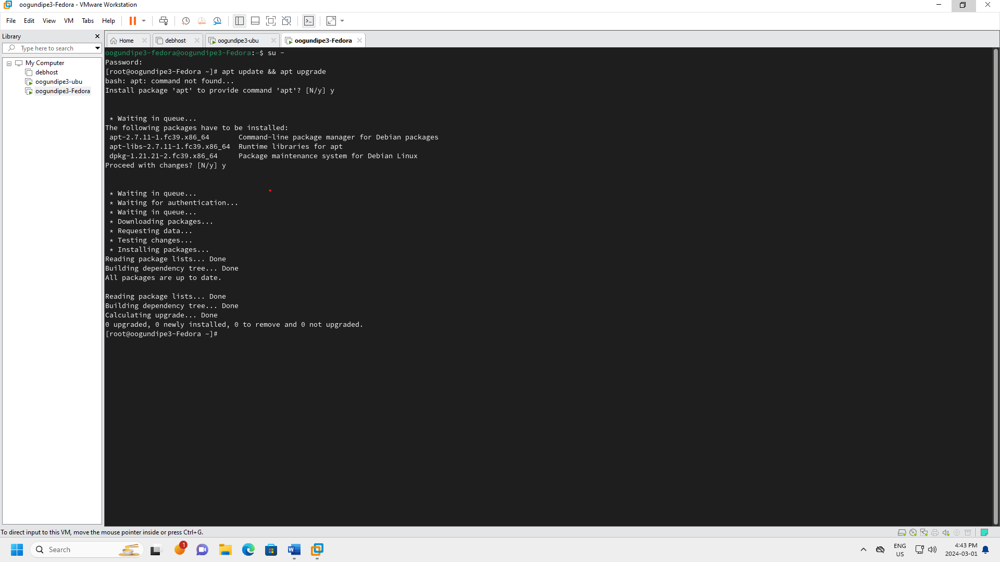 oogundipe3-Fedora - VMware Workstation
File Edit View VM Tabs Help
Library
Type here to search
My Computer
debhost
oogundipe3-ubu
oogundipe3-Fedora
Home debhost oogundipe3-ubu oogundipe3-Fedora
oogundipe3-fedora@oogundipe3-Fedora:~$ su -
Password:
[root@oogundipe3-Fedora ~]# apt update && apt upgrade
bash: apt: command not found...
Install package 'apt' to provide command 'apt'? [N/y] y
* Waiting in queue...
The following packages have to be installed:
apt-2.7.11-1.fc39.x86_64 Command-line package manager for Debian packages
apt-libs-2.7.11-1.fc39.x86_64 Runtime libraries for apt
dpkg-1.21.21-2.fc39.x86_64 Package maintenance system for Debian Linux
Proceed with changes? [N/y] y
* Waiting in queue...
* Waiting for authentication...
* Waiting in queue...
* Downloading packages...
* Requesting data...
* Testing changes...
* Installing packages...
Reading package lists... Done
Building dependency tree... Done
All packages are up to date.
Reading package lists... Done
Building dependency tree... Done
Calculating upgrade... Done
0 upgraded, 0 newly installed, 0 to remove and 0 not upgraded.
[root@oogundipe3-Fedora ~]#
To direct input to this VM, move the mouse pointer inside or press Ctrl+G.
Search
1
ENG
US
4:43 PM
2024-03-01